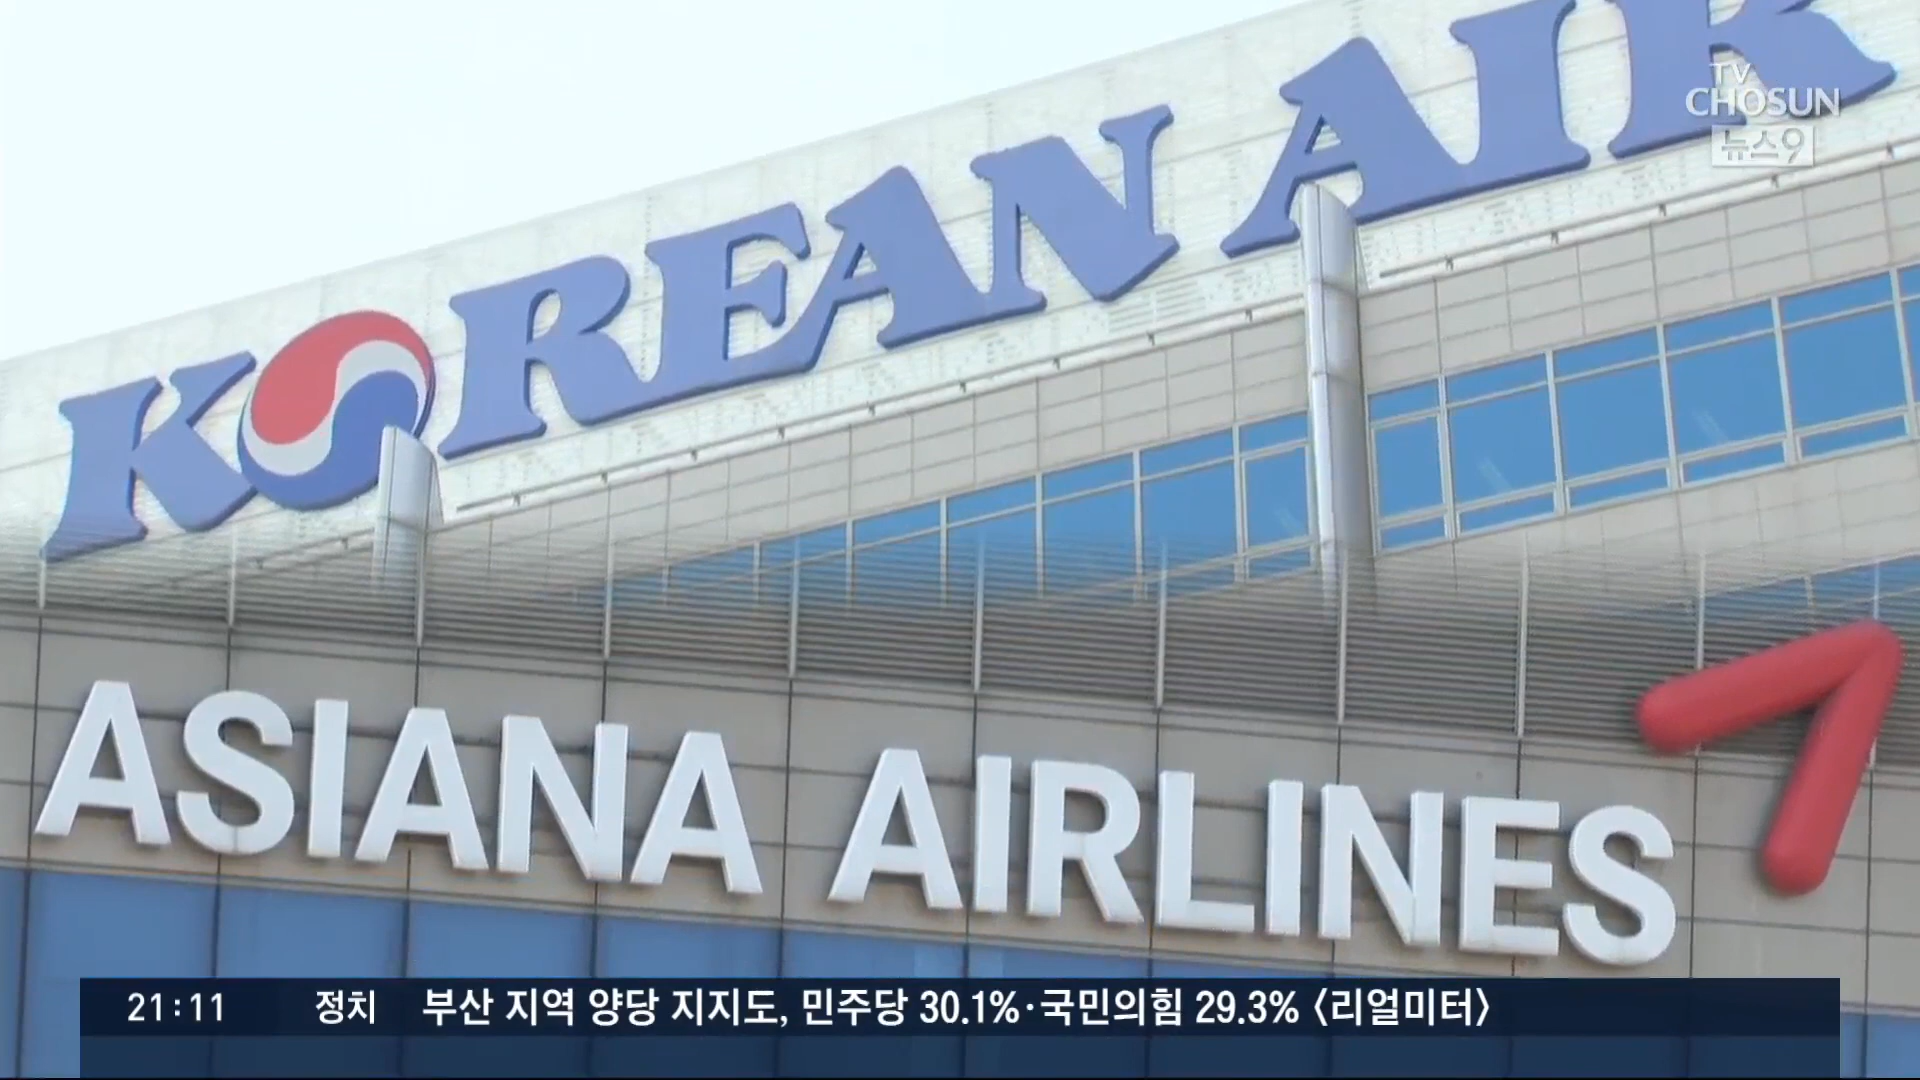 KOREAN AIR
TV
CHOSUN
뉴스9
ASIANA AIRLINES
21:11 정치 부산 지역 양당 지지도, 민주당 30.1%·국민의힘 29.3% 〈리얼미터〉